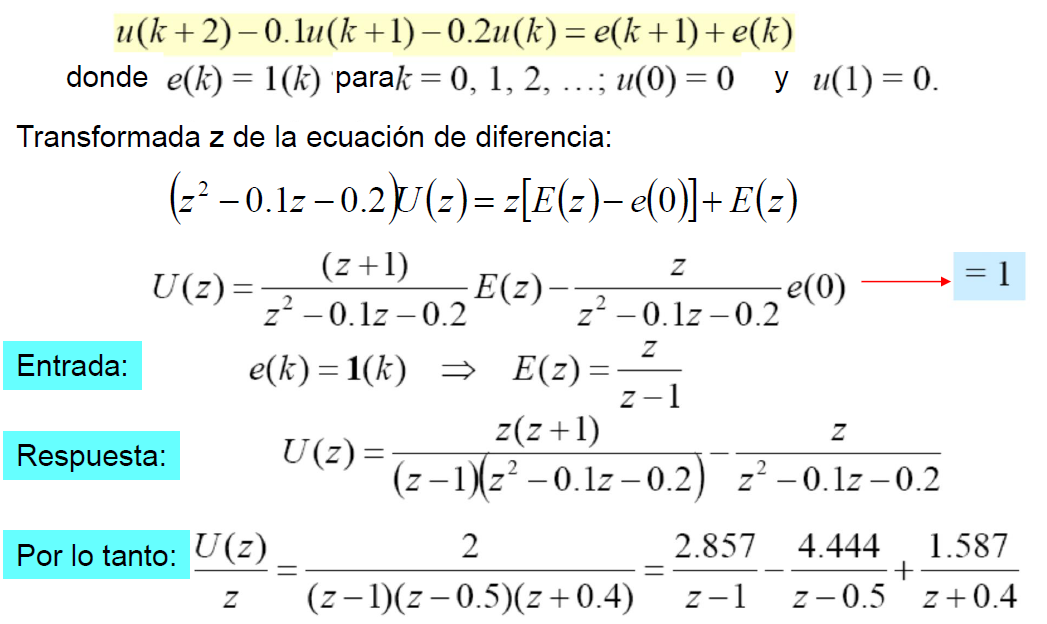 u(k + 2) − 0.1u(k + 1) − 0.2u(k) = e(k + 1) + e(k)
donde e(k) = 1(k) para k = 0, 1, 2, …; u(0) = 0 y u(1) = 0.
Transformada z de la ecuación de diferencia:
(z² − 0.1z − 0.2)U(z) = z[E(z) − e(0)] + E(z)
U(z) = (z + 1)/(z² − 0.1z − 0.2) E(z) − z/(z² − 0.1z − 0.2) e(0) → = 1
Entrada: e(k) = 1(k) ⇒ E(z) = z/(z − 1)
Respuesta: U(z) = z(z + 1)/((z − 1)(z² − 0.1z − 0.2)) − z/(z² − 0.1z − 0.2)
Por lo tanto: U(z)/z = 2/((z − 1)(z − 0.5)(z + 0.4)) = 2.857/(z − 1) − 4.444/(z − 0.5) + 1.587/(z + 0.4)